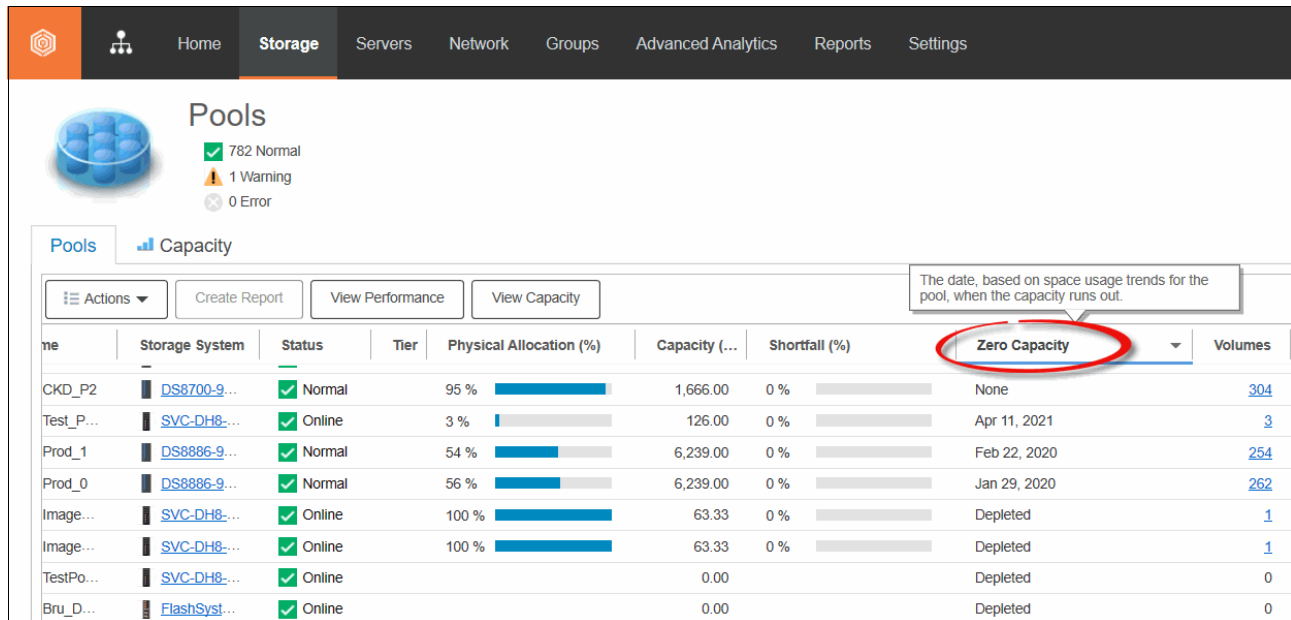 Home Storage Servers Network Groups Advanced Analytics Reports Settings
Pools
782 Normal
1 Warning
0 Error
Pools Capacity
The date, based on space usage trends for the
pool, when the capacity runs out.
Actions Create Report View Performance View Capacity
me Storage System Status Tier Physical Allocation (%) Capacity (... Shortfall (%) Zero Capacity Volumes
CKD_P2 DS8700-9... Normal 95 % 1,666.00 0 % None 304
Test_P... SVC-DH8-... Online 3 % 126.00 0 % Apr 11, 2021 3
Prod_1 DS8886-9... Normal 54 % 6,239.00 0 % Feb 22, 2020 254
Prod_0 DS8886-9... Normal 56 % 6,239.00 0 % Jan 29, 2020 262
Image... SVC-DH8-... Online 100 % 63.33 0 % Depleted 1
Image... SVC-DH8-... Online 100 % 63.33 0 % Depleted 1
TestPo... SVC-DH8-... Online 0.00 Depleted 0
Bru_D... FlashSyst... Online 0.00 Depleted 0